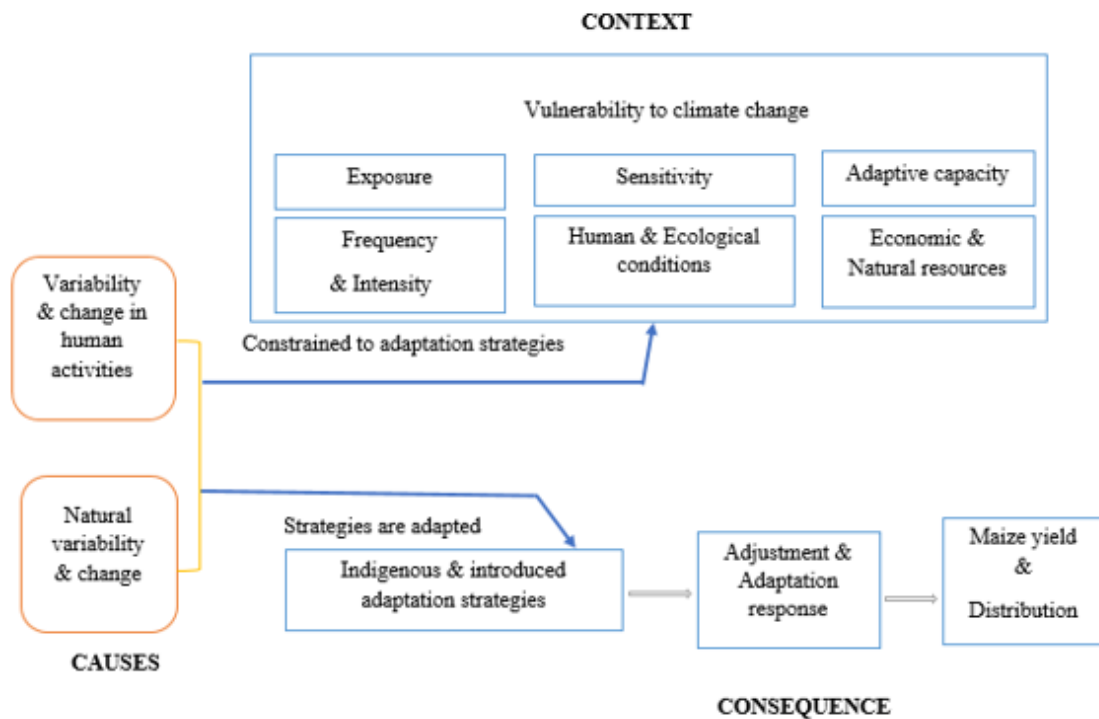 CONTEXT
Vulnerability to climate change
Exposure
Sensitivity
Adaptive capacity
Frequency
& Intensity
Human & Ecological
conditions
Economic &
Natural resources
Variability
& change in
human
activities
Constrained to adaptation strategies
Natural
variability
& change
Strategies are adapted
Indigenous & introduced
adaptation strategies
Adjustment &
Adaptation
response
Maize yield
&
Distribution
CAUSES
CONSEQUENCE